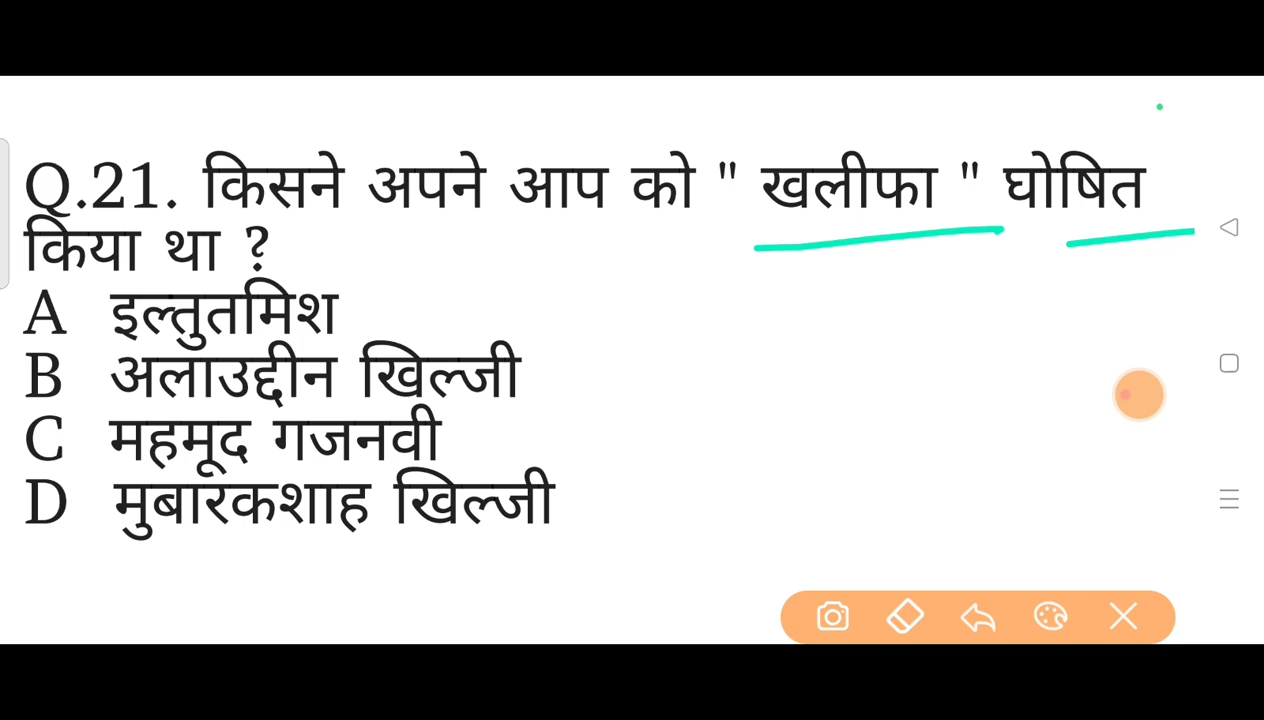 Q.21. किसने अपने आप को " खलीफा " घोषित
किया था ?
A इल्तुतमिश
B अलाउद्दीन खिल्जी
C महमूद गजनवी
D मुबारकशाह खिल्जी